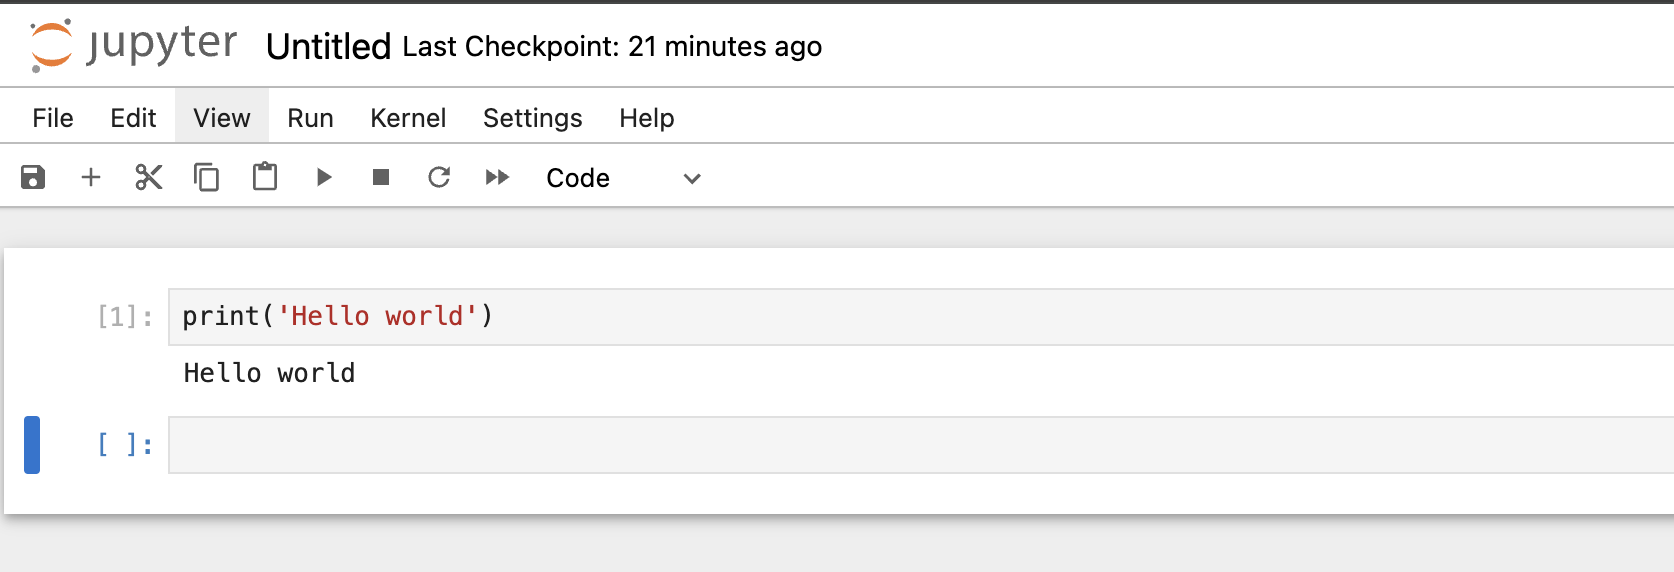 jupyter Untitled Last Checkpoint: 21 minutes ago
File Edit View Run Kernel Settings Help
Code
[1]: print('Hello world')
Hello world
[ ]: